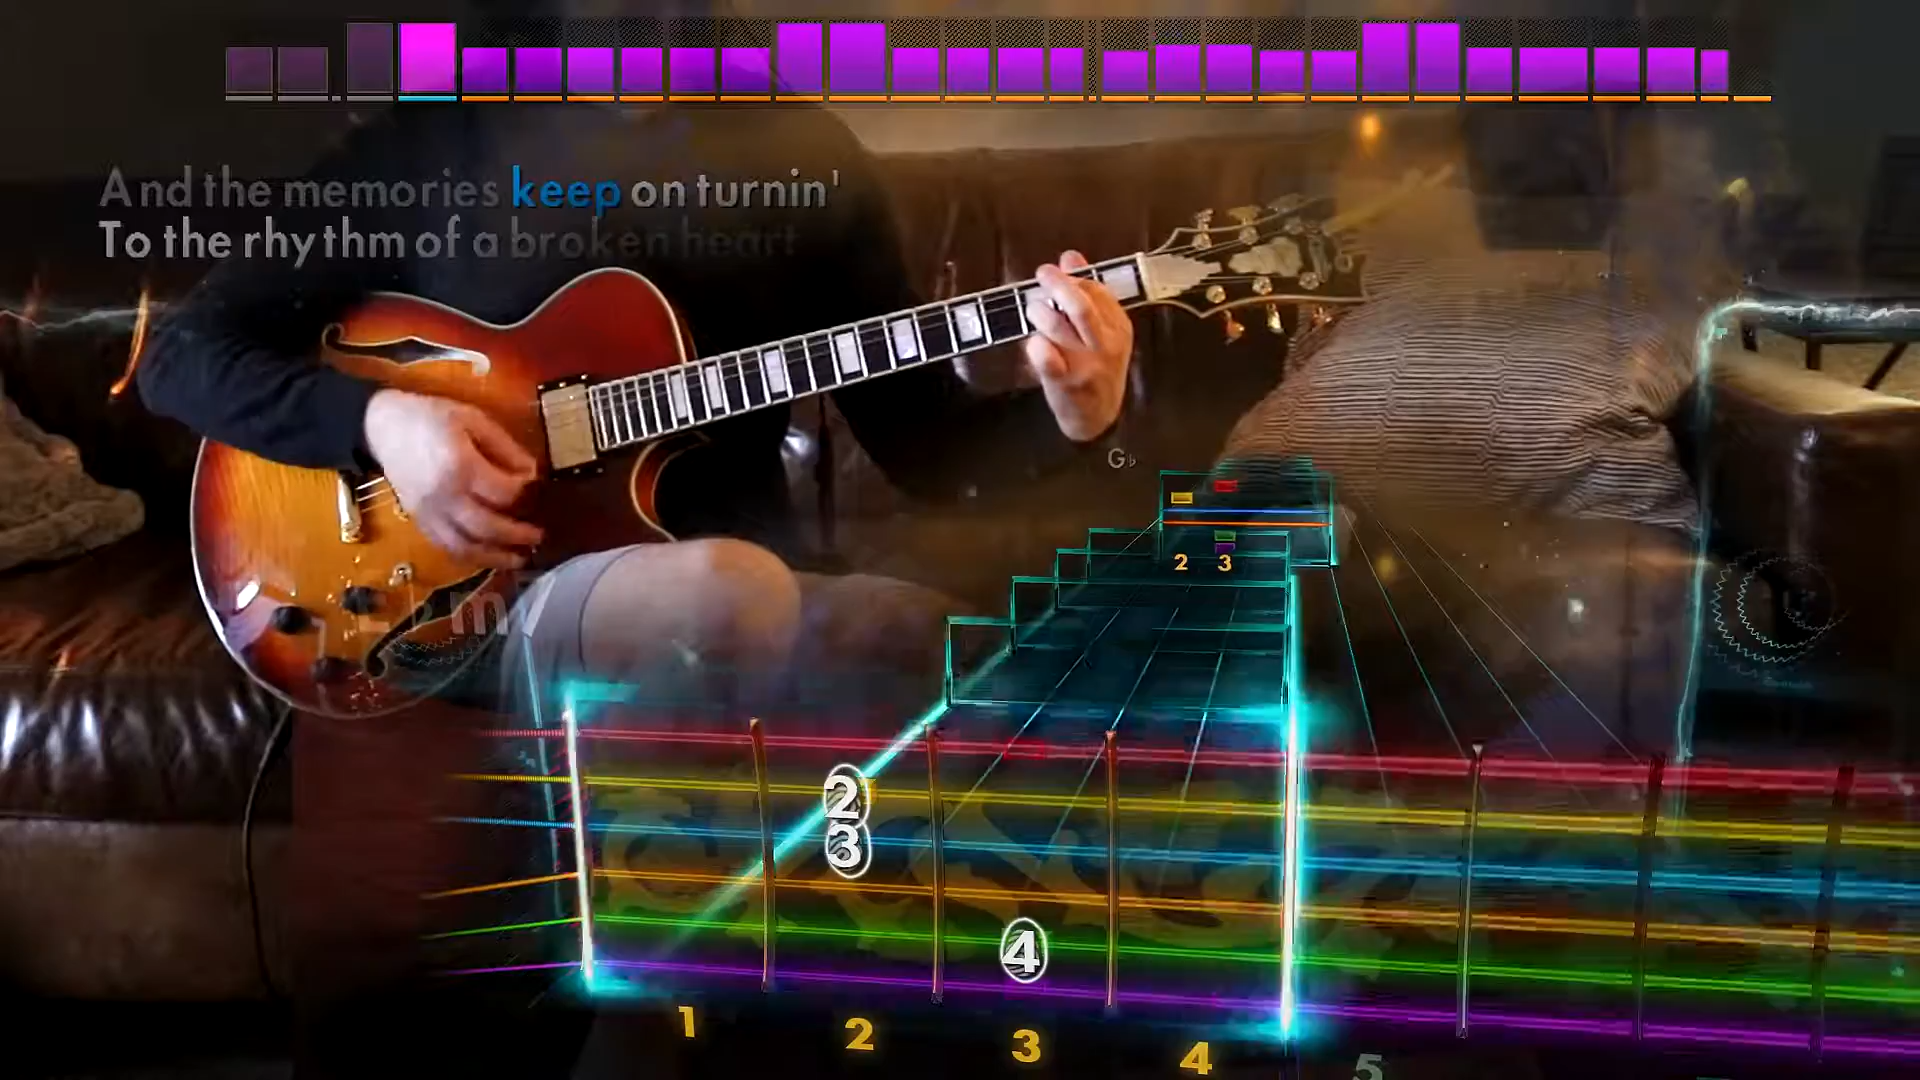 And the memories keep on turnin'
To the rhythm of a broken heart
G♭
2 3
2
3
4
1 2 3 4 5